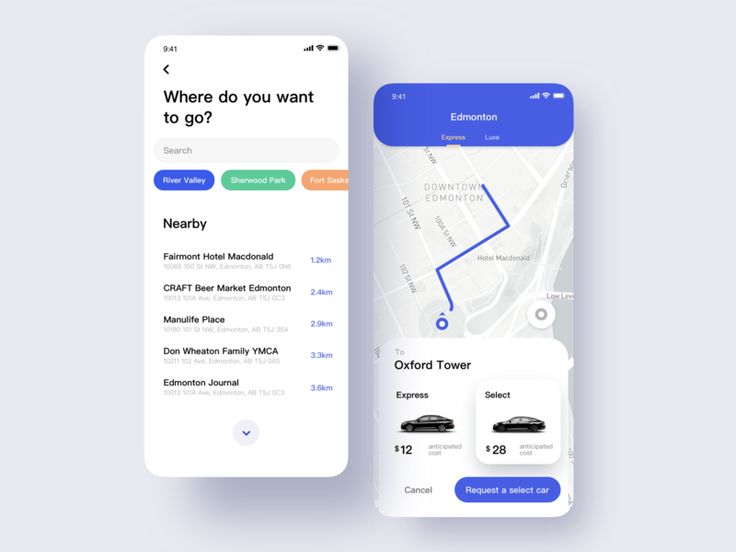 9:41
Where do you want
to go?
Search
River Valley
Sherwood Park
Fort Saska
Nearby
Fairmont Hotel Macdonald
10065 100 St NW, Edmonton, AB T5J 0N6
1.2km
CRAFT Beer Market Edmonton
10013 101A Ave, Edmonton, AB T5J 0C3
2.4km
Manulife Place
10180 101 St NW, Edmonton, AB T5J 3S4
2.9km
Don Wheaton Family YMCA
10211 102 Ave, Edmonton, AB T5J 0A5
3.3km
Edmonton Journal
10013 101A Ave, Edmonton, AB T5J 0C3
3.6km
9:41
Edmonton
Express
Luxe
St NW
Grierso
DOWNTOWN
EDMONTON
101 St NW
100A St NW
Hotel Macdonald
102 St NW
Low Leve
To
Oxford Tower
Express
$12
anticipated
cost
Select
$28
anticipated
cost
Cancel
Request a select car